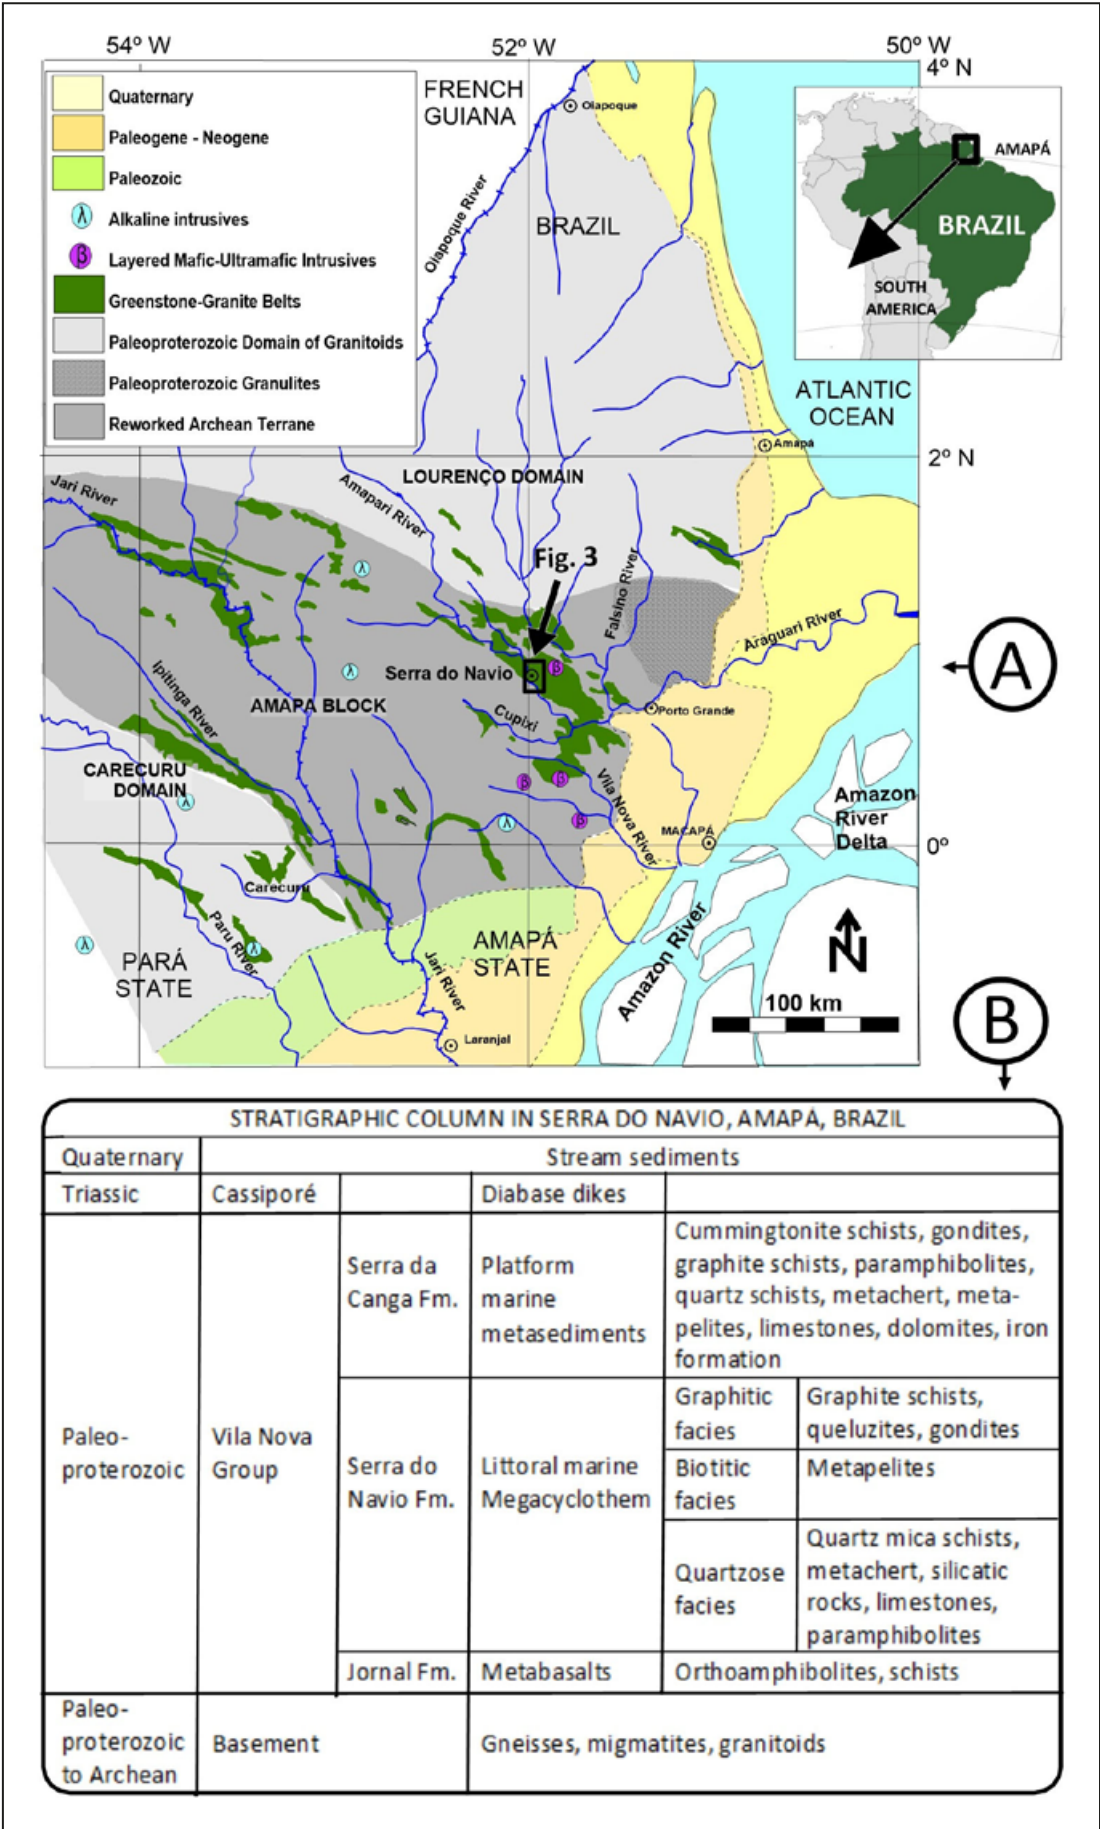 54º W
52º W
50º W
4º N
Quaternary
Paleogene - Neogene
Paleozoic
λ
Alkaline intrusives
β
Layered Mafic-Ultramafic Intrusives
Greenstone-Granite Belts
Paleoproterozoic Domain of Granitoids
Paleoproterozoic Granulites
Reworked Archean Terrane
FRENCH
GUIANA
Oiapoque
Oiapoque River
BRAZIL
AMAPÁ
BRAZIL
SOUTH
AMERICA
ATLANTIC
OCEAN
Amapá
2º N
LOURENÇO DOMAIN
Jari River
Amapari River
Fig. 3
Falsino River
Araguari River
A
λ
β
Serra do Navio
λ
AMAPA BLOCK
Ipitinga River
Cupixi
Porto Grande
CARECURU
DOMAIN
λ
β
β
β
λ
Vila Nova River
MACAPÁ
Amazon
River
Delta
0º
Carecuru
Paru River
λ
λ
PARÁ
STATE
AMAPÁ
STATE
Jari River
Amazon River
N
100 km
Laranjal
B
STRATIGRAPHIC COLUMN IN SERRA DO NAVIO, AMAPÁ, BRAZIL
Quaternary
Stream sediments
Triassic
Cassiporé
Diabase dikes
Paleo-
proterozoic
Vila Nova
Group
Serra da
Canga Fm.
Platform
marine
metasediments
Cummingtonite schists, gondites,
graphite schists, paramphibolites,
quartz schists, metachert, meta-
pelites, limestones, dolomites, iron
formation
Serra do
Navio Fm.
Littoral marine
Megacyclothem
Graphitic
facies
Graphite schists,
queluzites, gondites
Biotitic
facies
Metapelites
Quartzose
facies
Quartz mica schists,
metachert, silicatic
rocks, limestones,
paramphibolites
Jornal Fm.
Metabasalts
Orthoamphibolites, schists
Paleo-
proterozoic
to Archean
Basement
Gneisses, migmatites, granitoids